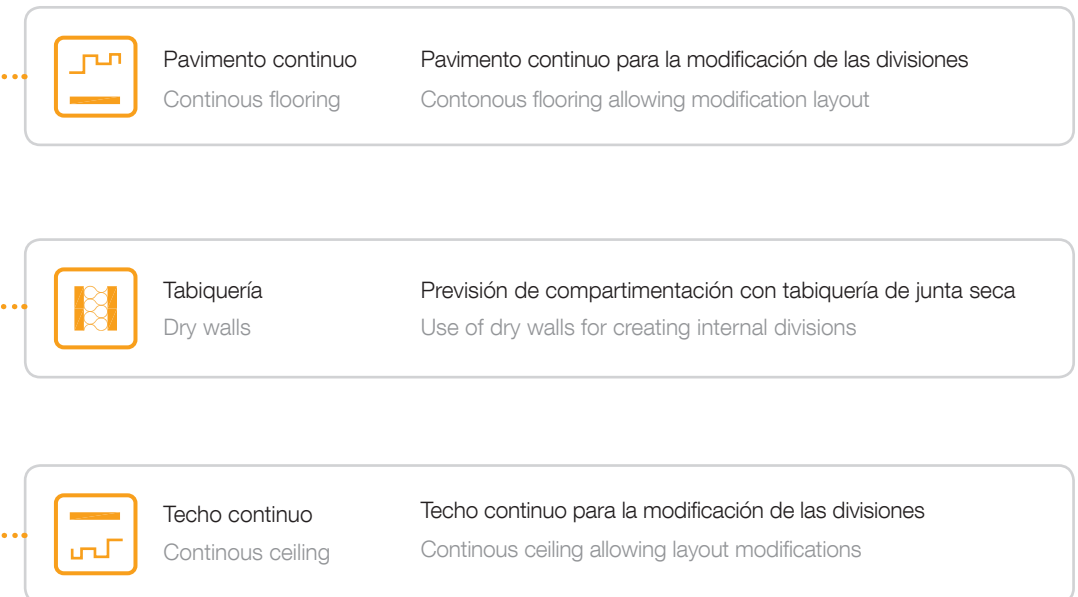 Pavimento continuo
Continous flooring
Pavimento continuo para la modificación de las divisiones
Contonous flooring allowing modification layout
Tabiquería
Dry walls
Previsión de compartimentación con tabiquería de junta seca
Use of dry walls for creating internal divisions
Techo continuo
Continous ceiling
Techo continuo para la modificación de las divisiones
Continous ceiling allowing layout modifications